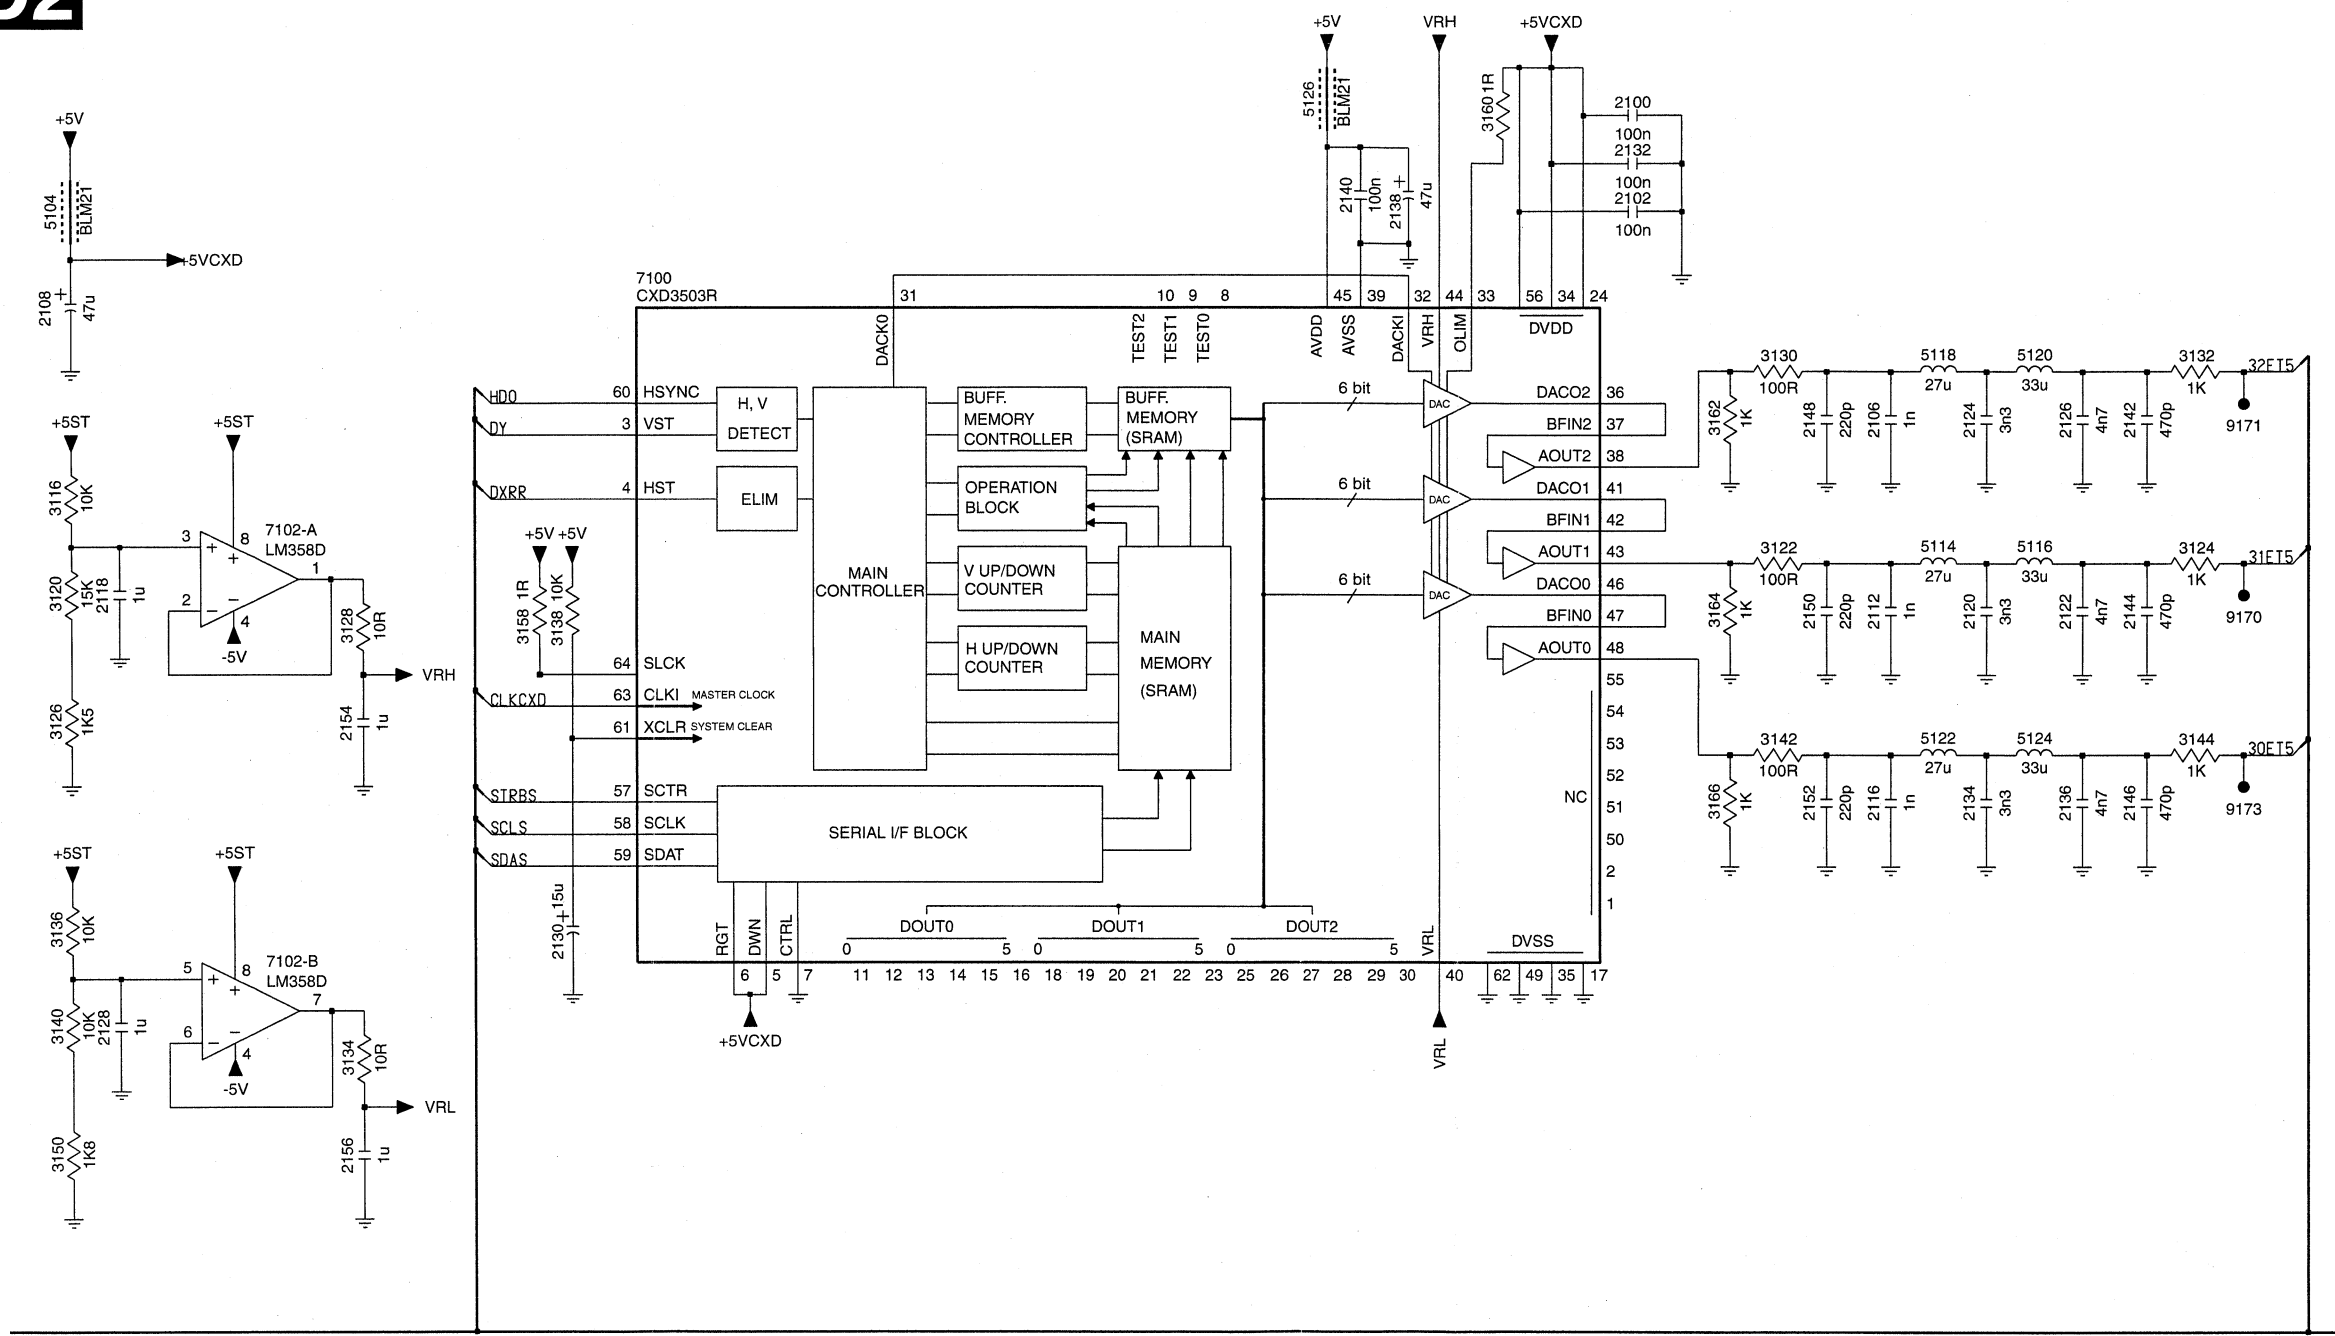 +5V
5104
BLM21
+5VCXD
2108
+
47u
+5ST
+5ST
3116
10K
3
8
7102-A
LM358D
1
3120
15K
2118
1u
2
4
-5V
3128
10R
VRH
3126
1K5
2154
1u
+5ST
+5ST
3136
10K
5
8
7102-B
LM358D
7
3140
10K
2128
1u
6
4
-5V
3134
10R
VRL
3150
1K8
2156
1u
+5V
VRH
+5VCXD
5126
BLM21
3160
1R
2100
100n
2132
100n
2102
100n
2140
100n
2138
+
47u
7100
CXD3503R
31
10
9
8
45
39
32
44
33
56
34
24
DACK0
TEST2
TEST1
TEST0
AVDD
AVSS
DACKI
VRH
OLIM
DVDD
HD0
60
HSYNC
DY
3
VST
H, V
DETECT
DXRR
4
HST
ELIM
+5V +5V
3158
1R
3138
10K
64
SLCK
CLKCXD
63
CLKI
MASTER CLOCK
61
XCLR
SYSTEM CLEAR
STRBS
57
SCTR
SCLS
58
SCLK
SDAS
59
SDAT
2130
+
15u
MAIN
CONTROLLER
BUFF.
MEMORY
CONTROLLER
BUFF.
MEMORY
(SRAM)
OPERATION
BLOCK
V UP/DOWN
COUNTER
H UP/DOWN
COUNTER
MAIN
MEMORY
(SRAM)
SERIAL I/F BLOCK
6 bit
DAC
6 bit
DAC
6 bit
DAC
DACO2
36
BFIN2
37
AOUT2
38
DACO1
41
BFIN1
42
AOUT1
43
DACO0
46
BFIN0
47
AOUT0
48
55
54
53
52
NC
51
50
2
1
RGT
DWN
CTRL
DOUT0
0
5
DOUT1
0
5
DOUT2
0
5
VRL
DVSS
6
5
7
11
12
13
14
15
16
18
19
20
21
22
23
25
26
27
28
29
30
40
62
49
35
17
+5VCXD
VRL
3162
1K
3130
100R
2148
220p
2106
1n
5118
27u
2124
3n3
5120
33u
2126
4n7
2142
470p
3132
1K
32ET5
9171
3164
1K
3122
100R
2150
220p
2112
1n
5114
27u
2120
3n3
5116
33u
2122
4n7
2144
470p
3124
1K
31ET5
9170
3166
1K
3142
100R
2152
220p
2116
1n
5122
27u
2134
3n3
5124
33u
2136
4n7
2146
470p
3144
1K
30ET5
9173